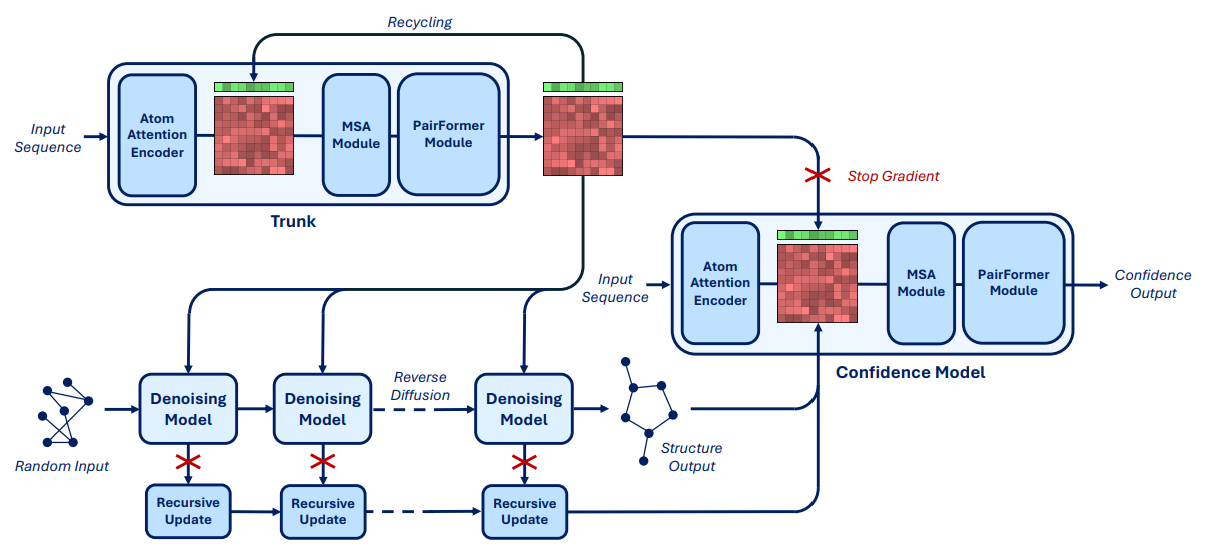 Recycling
Input
Sequence
Atom
Attention
Encoder
MSA
Module
PairFormer
Module
Trunk
Stop Gradient
Input
Sequence
Atom
Attention
Encoder
MSA
Module
PairFormer
Module
Confidence
Output
Confidence Model
Random Input
Denoising
Model
Denoising
Model
Reverse
Diffusion
Denoising
Model
Structure
Output
Recursive
Update
Recursive
Update
Recursive
Update